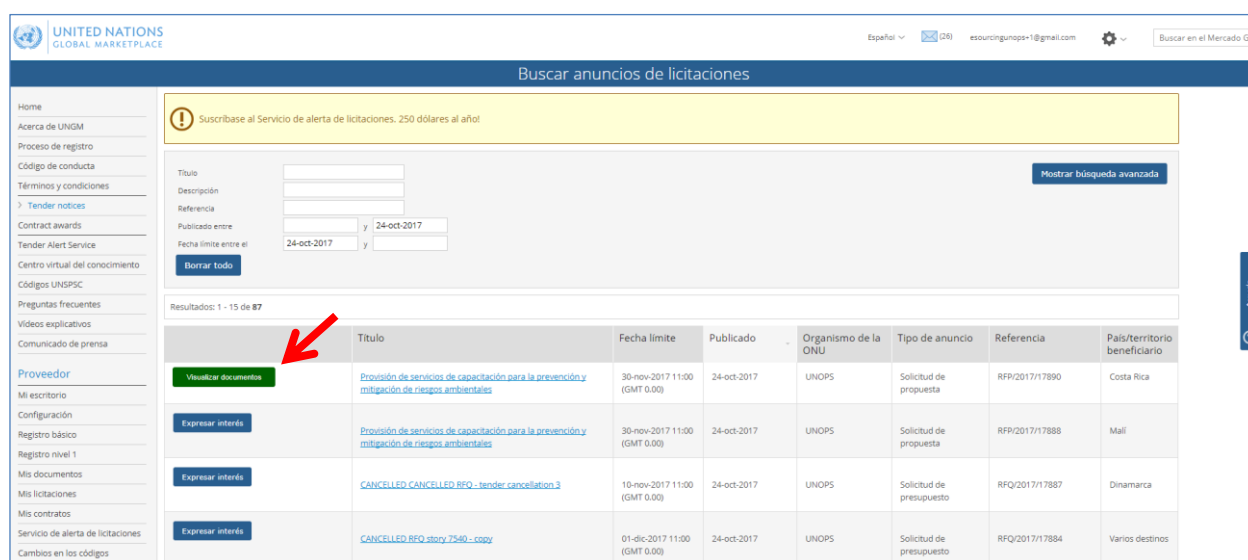 UNITED NATIONS
GLOBAL MARKETPLACE
Español
(26)
esourcingunops+1@gmail.com
Buscar en el Mercado G
Buscar anuncios de licitaciones
Home
Acerca de UNGM
Proceso de registro
Código de conducta
Términos y condiciones
> Tender notices
Contract awards
Tender Alert Service
Centro virtual del conocimiento
Códigos UNSPSC
Preguntas frecuentes
Vídeos explicativos
Comunicado de prensa
Proveedor
Mi escritorio
Configuración
Registro básico
Registro nivel 1
Mis documentos
Mis licitaciones
Mis contratos
Servicio de alerta de licitaciones
Cambios en los códigos
Suscríbase al Servicio de alerta de licitaciones. 250 dólares al año!
Título
Mostrar búsqueda avanzada
Descripción
Referencia
Publicado entre y 24-oct-2017
Fecha límite entre el 24-oct-2017 y
Borrar todo
Resultados: 1 - 15 de 87
Título Fecha límite Publicado Organismo de la ONU Tipo de anuncio Referencia País/territorio beneficiario
Visualizar documentos
Provisión de servicios de capacitación para la prevención y
mitigación de riesgos ambientales
30-nov-2017 11:00
(GMT 0.00)
24-oct-2017
UNOPS
Solicitud de
propuesta
RFP/2017/17890
Costa Rica
Expresar interés
Provisión de servicios de capacitación para la prevención y
mitigación de riesgos ambientales
30-nov-2017 11:00
(GMT 0.00)
24-oct-2017
UNOPS
Solicitud de
propuesta
RFP/2017/17888
Malí
Expresar interés
CANCELLED CANCELLED RFQ - tender cancellation 3
10-nov-2017 11:00
(GMT 0.00)
24-oct-2017
UNOPS
Solicitud de
presupuesto
RFQ/2017/17887
Dinamarca
Expresar interés
CANCELLED RFQ story 7540 - copy
01-dic-2017 11:00
(GMT 0.00)
24-oct-2017
UNOPS
Solicitud de
presupuesto
RFQ/2017/17884
Varios destinos